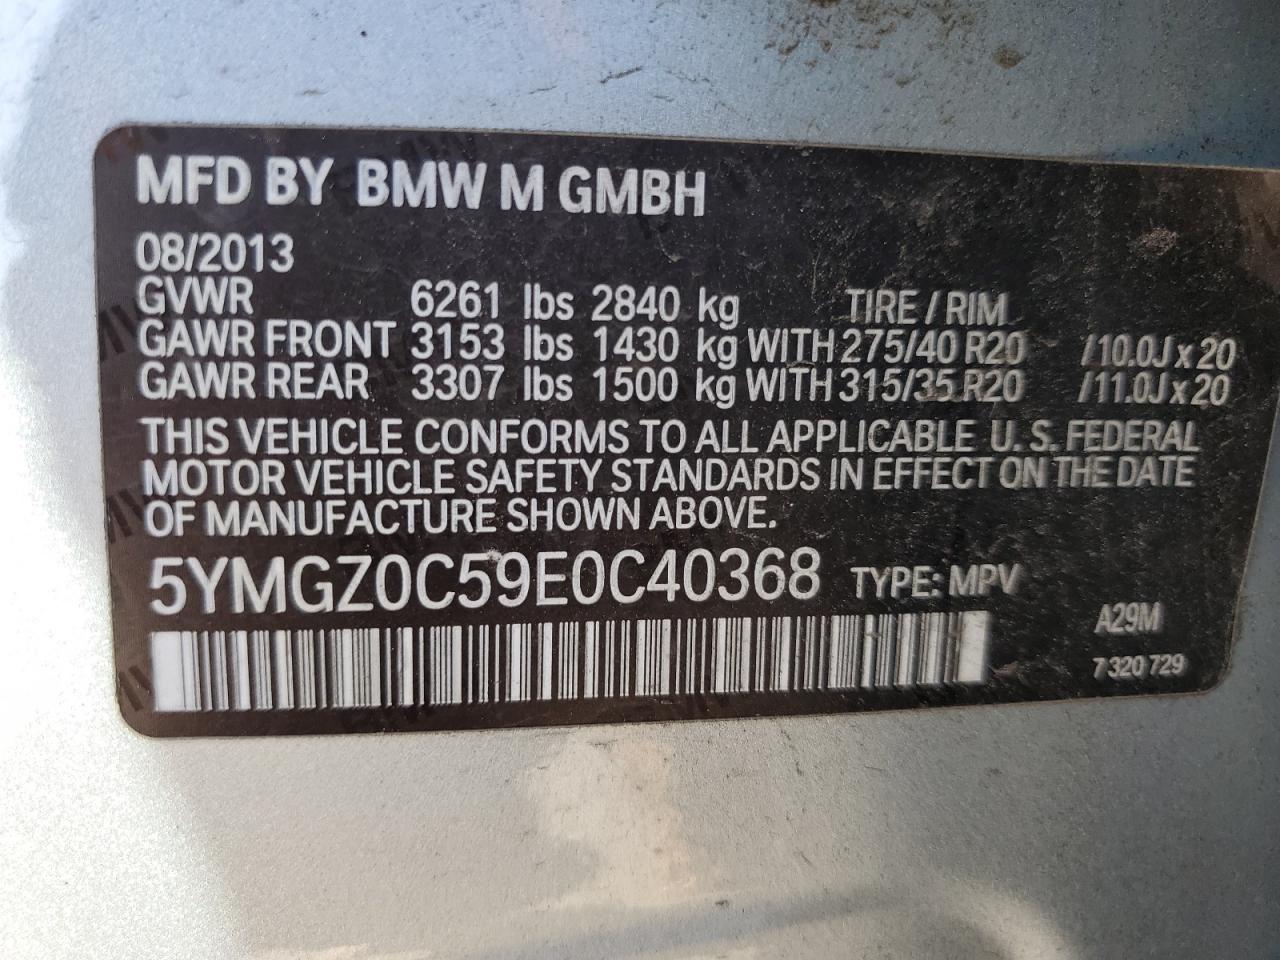 MFD BY BMW M GMBH
08/2013
GVWR 6261 lbs 2840 kg TIRE / RIM
GAWR FRONT 3153 lbs 1430 kg WITH 275/40 R20 /10.0J x 20
GAWR REAR 3307 lbs 1500 kg WITH 315/35 R20 /11.0J x 20
THIS VEHICLE CONFORMS TO ALL APPLICABLE U.S. FEDERAL
MOTOR VEHICLE SAFETY STANDARDS IN EFFECT ON THE DATE
OF MANUFACTURE SHOWN ABOVE.
5YMGZ0C59E0C40368 TYPE: MPV
A29M
7 320 729